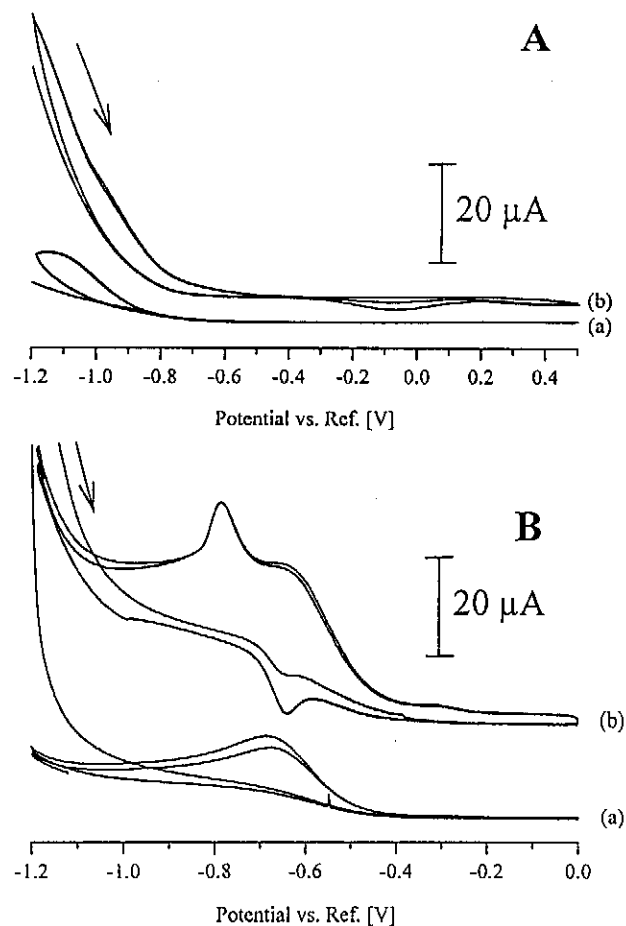 A
20 µA
(b)
(a)
-1.2 -1.0 -0.8 -0.6 -0.4 -0.2 0.0 0.2 0.4
Potential vs. Ref. [V]
B
20 µA
(b)
(a)
-1.2 -1.0 -0.8 -0.6 -0.4 -0.2 0.0
Potential vs. Ref. [V]